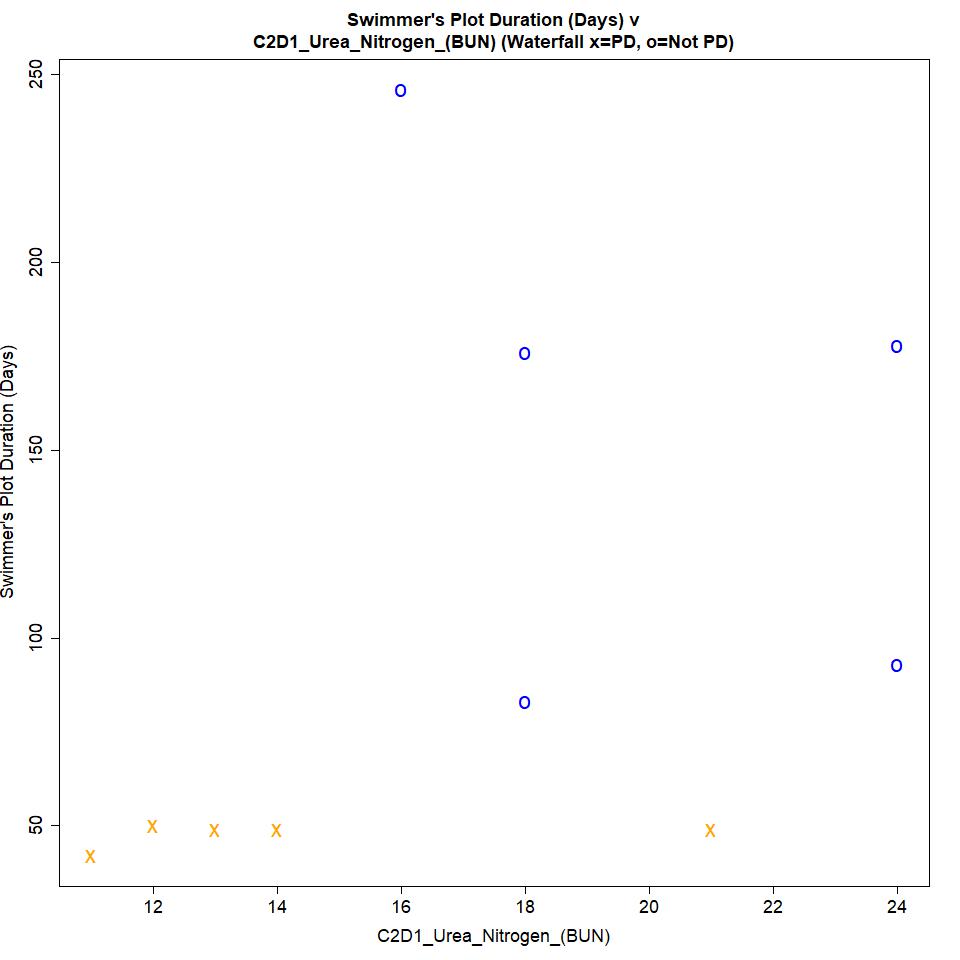 Swimmer's Plot Duration (Days) v
C2D1_Urea_Nitrogen_(BUN) (Waterfall x=PD, o=Not PD)
Swimmer's Plot Duration (Days)
250
200
150
100
50
o
o
o
o
o
x
x
x
x
x
12
14
16
18
20
22
24
C2D1_Urea_Nitrogen_(BUN)